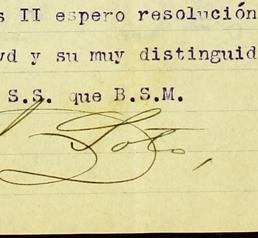 s II espero resolución
vd y su muy distinguid
S.S. que B.S.M.